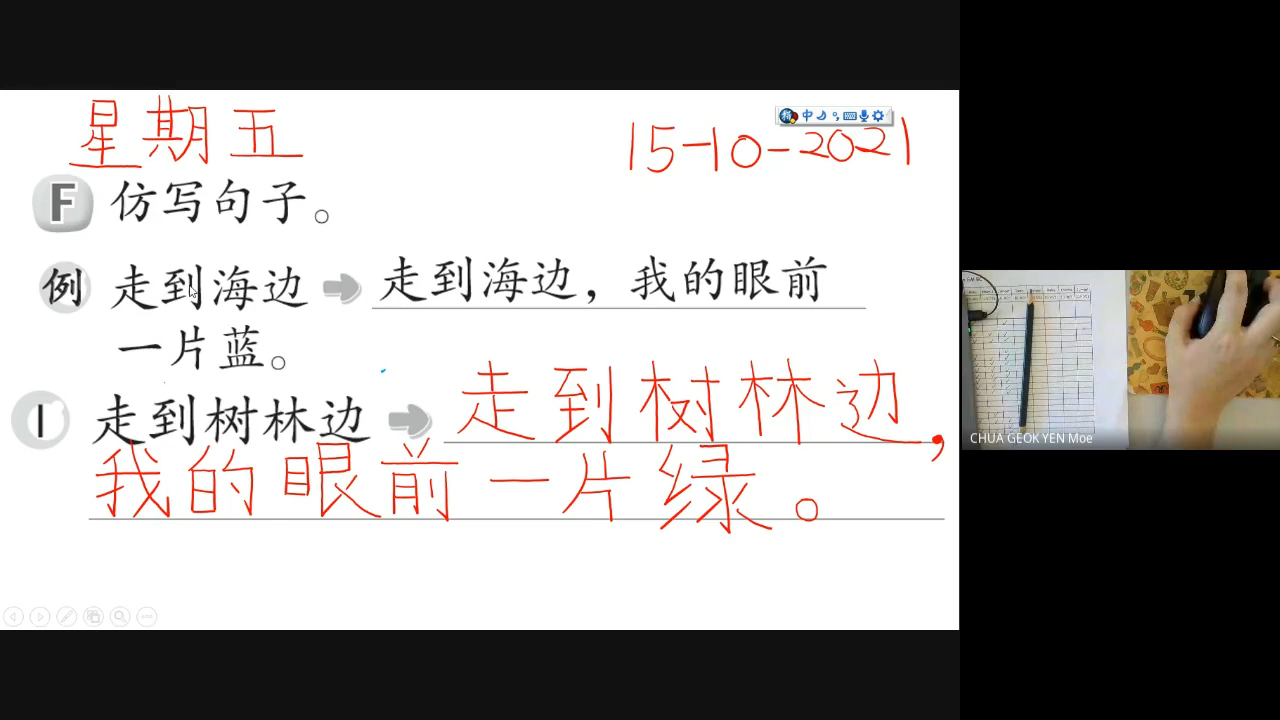 星期五 15-10-2021
中
F 仿写句子。
例 走到海边 走到海边，我的眼前
一片蓝。
1 走到树林边 走到树林边，
我的眼前一片绿。
CHUA GEOK YEN Moe